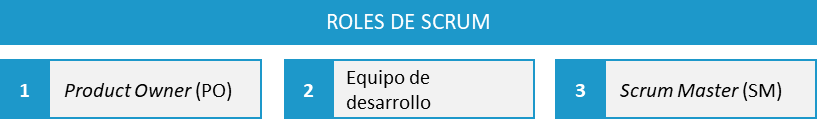 ROLES DE SCRUM
1 Product Owner (PO)
2 Equipo de
desarrollo
3 Scrum Master (SM)